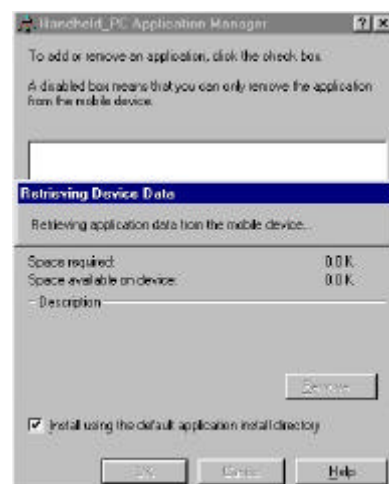 Handheld_PC Application Manager
To add or remove an application, click the check box.
A disabled box means that you can only remove the application
from the mobile device.
Retrieving Device Data
Retrieving application data from the mobile device...
Space required: 0.0 K
Space available on device: 0.0 K
Description
Remove...
Install using the default application install directory
OK Cancel Help